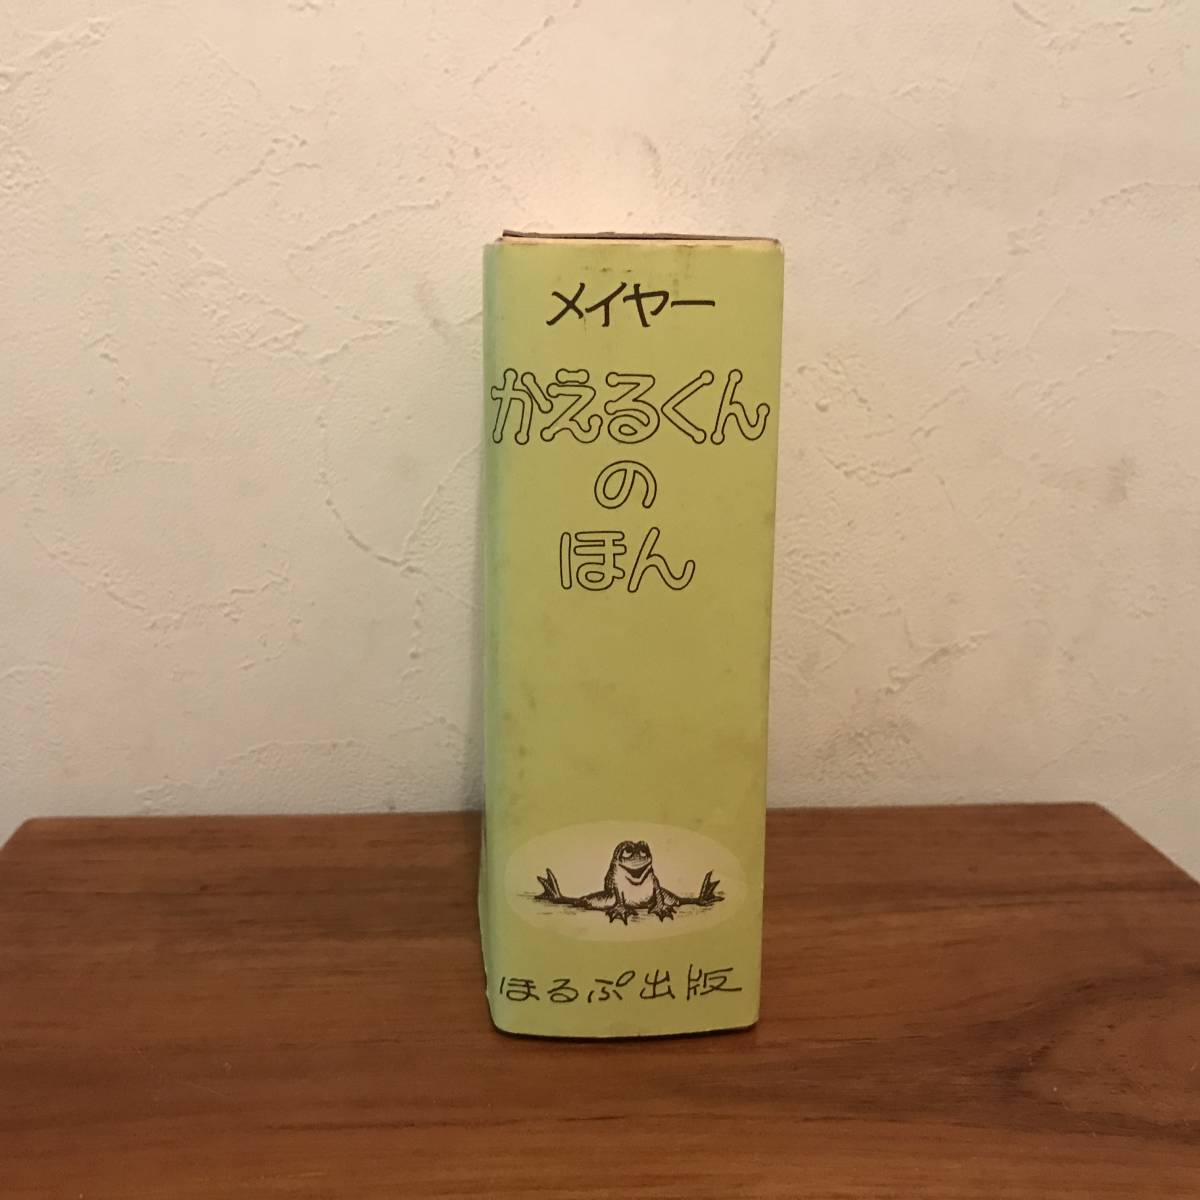 メイヤー
かえるくん
の
ほん
ほるぷ出版